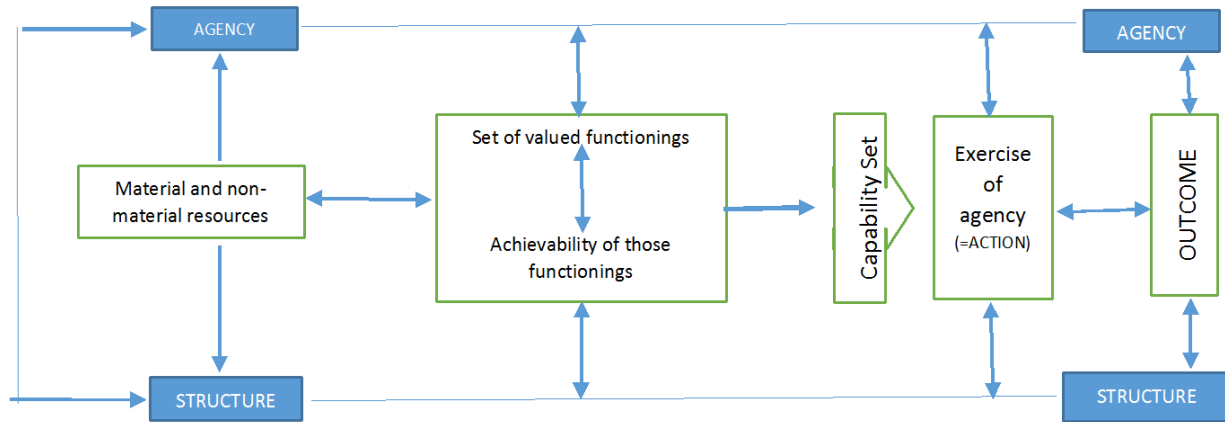 AGENCY
AGENCY
Set of valued functionings
Achievability of those
functionings
Material and non-
material resources
Capability Set
Exercise
of
agency
(=ACTION)
OUTCOME
STRUCTURE
STRUCTURE